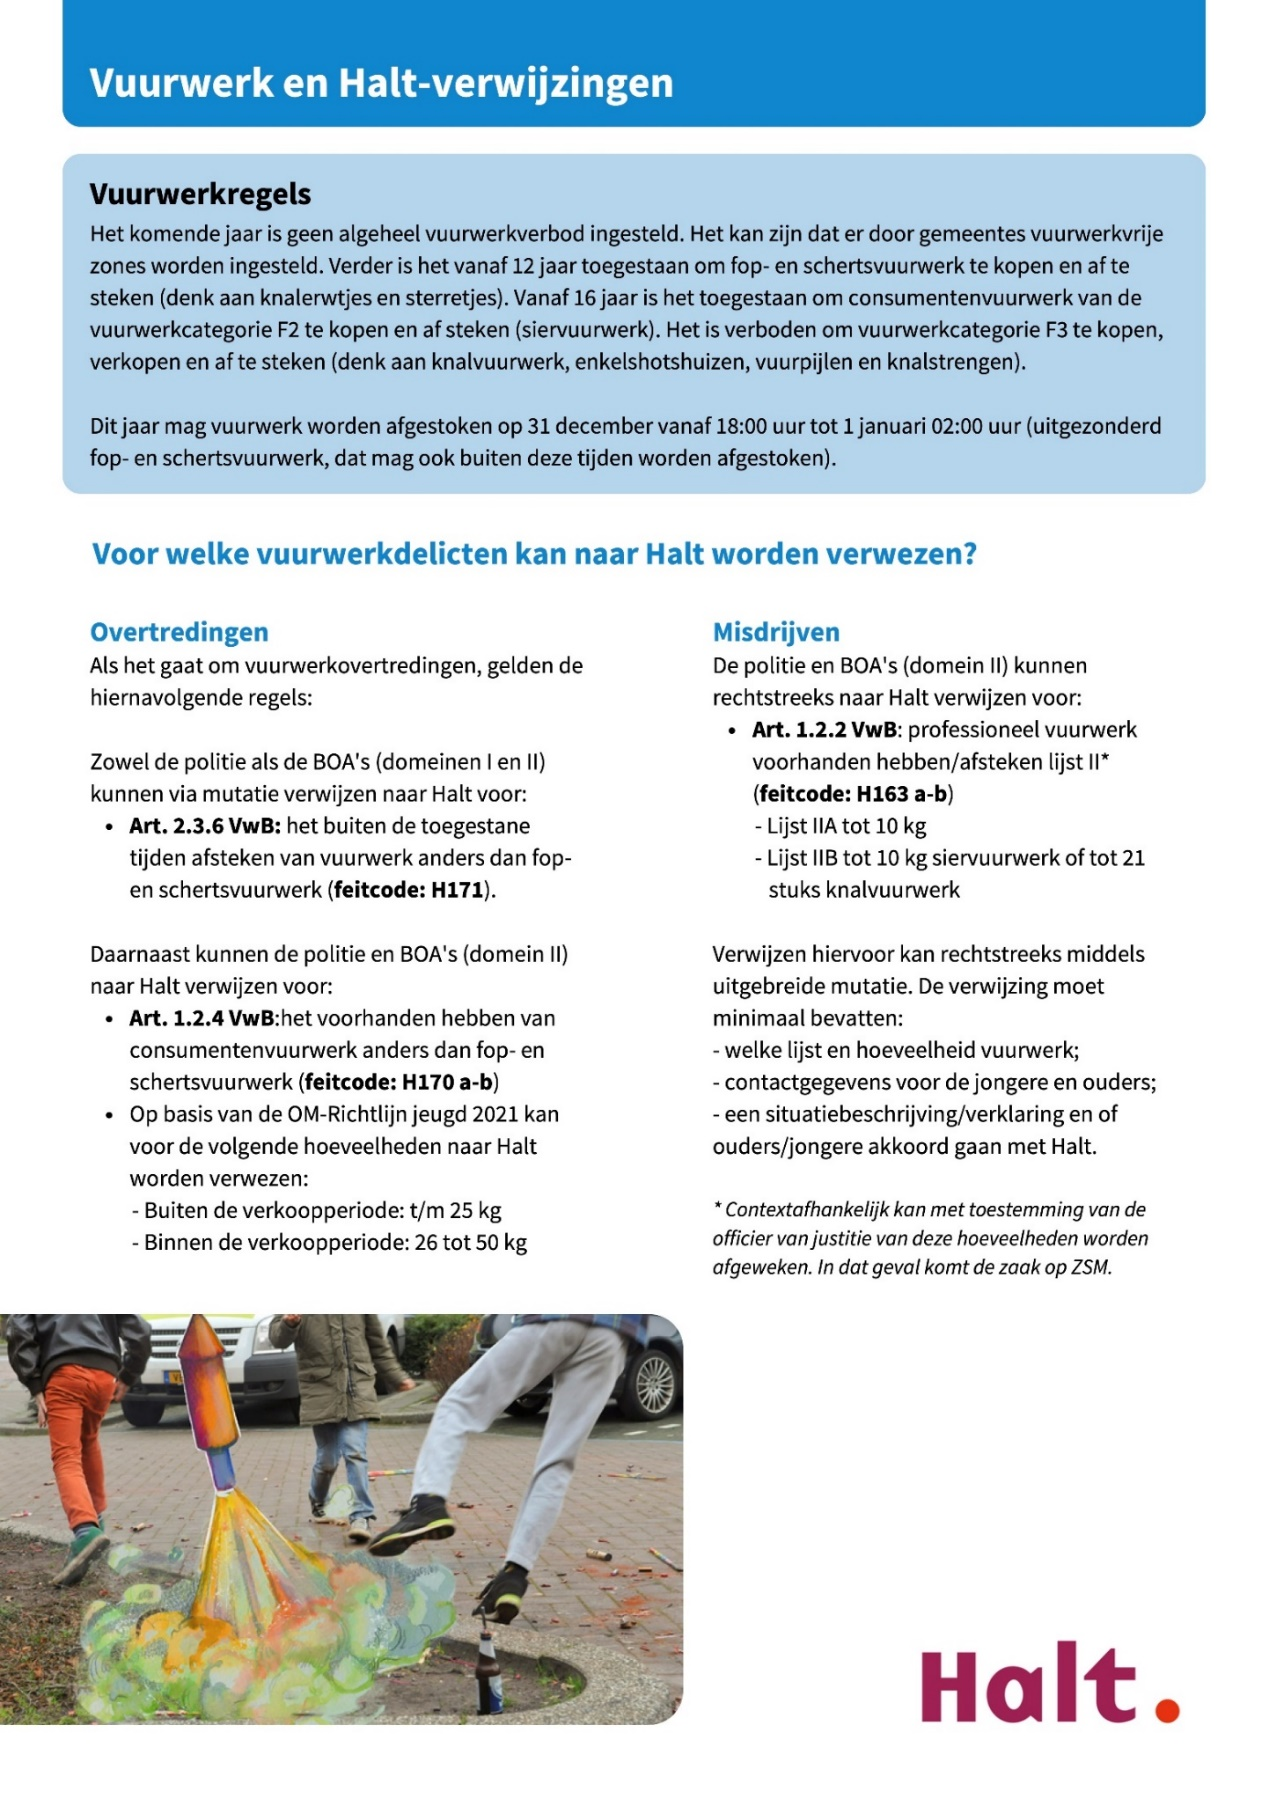 Vuurwerk en Halt-verwijzingen
Vuurwerkregels
Het komende jaar is geen algeheel vuurwerkverbod ingesteld. Het kan zijn dat er door gemeentes vuurwerkvrije
zones worden ingesteld. Verder is het vanaf 12 jaar toegestaan om fop- en schertsvuurwerk te kopen en af te
steken (denk aan knalerwtjes en sterretjes). Vanaf 16 jaar is het toegestaan om consumentenvuurwerk van de
vuurwerkcategorie F2 te kopen en af steken (siervuurwerk). Het is verboden om vuurwerkcategorie F3 te kopen,
verkopen en af te steken (denk aan knalvuurwerk, enkelshotshuizen, vuurpijlen en knalstrengen).
Dit jaar mag vuurwerk worden afgestoken op 31 december vanaf 18:00 uur tot 1 januari 02:00 uur (uitgezonderd
fop- en schertsvuurwerk, dat mag ook buiten deze tijden worden afgestoken).
Voor welke vuurwerkdelicten kan naar Halt worden verwezen?
Overtredingen
Als het gaat om vuurwerkovertredingen, gelden de
hiernavolgende regels:
Zowel de politie als de BOA's (domeinen I en II)
kunnen via mutatie verwijzen naar Halt voor:
• Art. 2.3.6 VwB: het buiten de toegestane
tijden afsteken van vuurwerk anders dan fop-
en schertsvuurwerk (feitcode: H171).
Daarnaast kunnen de politie en BOA's (domein II)
naar Halt verwijzen voor:
• Art. 1.2.4 VwB:het voorhanden hebben van
consumentenvuurwerk anders dan fop- en
schertsvuurwerk (feitcode: H170 a-b)
• Op basis van de OM-Richtlijn jeugd 2021 kan
voor de volgende hoeveelheden naar Halt
worden verwezen:
- Buiten de verkoopperiode: t/m 25 kg
- Binnen de verkoopperiode: 26 tot 50 kg
Misdrijven
De politie en BOA's (domein II) kunnen
rechtstreeks naar Halt verwijzen voor:
• Art. 1.2.2 VwB: professioneel vuurwerk
voorhanden hebben/afsteken lijst II*
(feitcode: H163 a-b)
- Lijst IIA tot 10 kg
- Lijst IIB tot 10 kg siervuurwerk of tot 21
stuks knalvuurwerk
Verwijzen hiervoor kan rechtstreeks middels
uitgebreide mutatie. De verwijzing moet
minimaal bevatten:
- welke lijst en hoeveelheid vuurwerk;
- contactgegevens voor de jongere en ouders;
- een situatiebeschrijving/verklaring en of
ouders/jongere akkoord gaan met Halt.
* Contextafhankelijk kan met toestemming van de
officier van justitie van deze hoeveelheden worden
afgeweken. In dat geval komt de zaak op ZSM.
Halt.